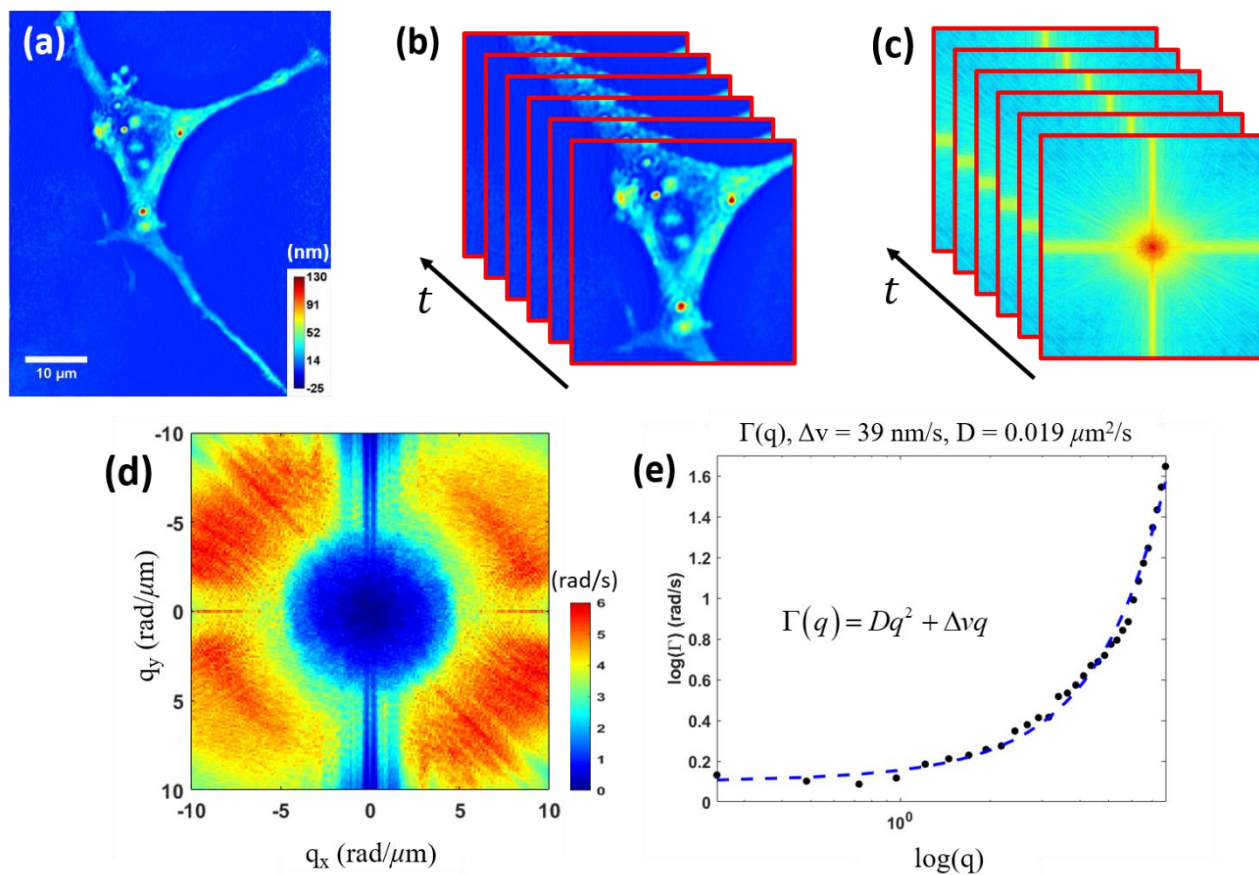 (a)
(nm)
130
91
52
14
-25
10 μm
(b)
t
(c)
t
(d)
-10
-5
0
5
10
q_y (rad/μm)
-10
-5
0
5
10
q_x (rad/μm)
(rad/s)
6
5
4
3
2
1
0
(e)
Γ(q), Δv = 39 nm/s, D = 0.019 μm²/s
1.6
1.4
1.2
1
0.8
0.6
0.4
0.2
0
log(Γ) (rad/s)
Γ(q) = Dq² + Δvq
10⁰
log(q)